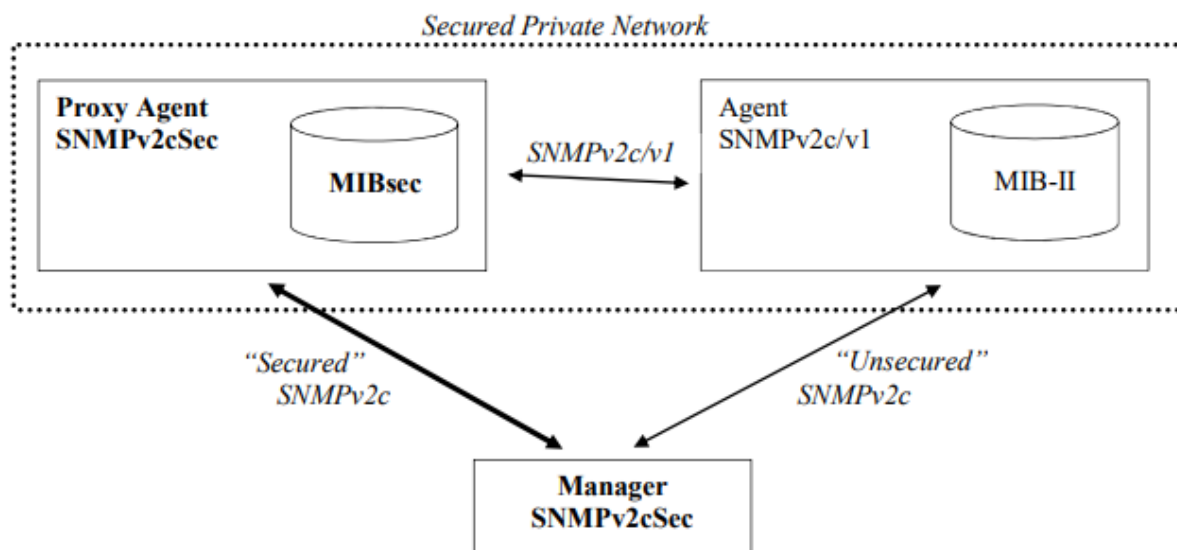 Secured Private Network
Proxy Agent
SNMPv2cSec
MIBsec
SNMPv2c/v1
Agent
SNMPv2c/v1
MIB-II
“Secured”
SNMPv2c
“Unsecured”
SNMPv2c
Manager
SNMPv2cSec